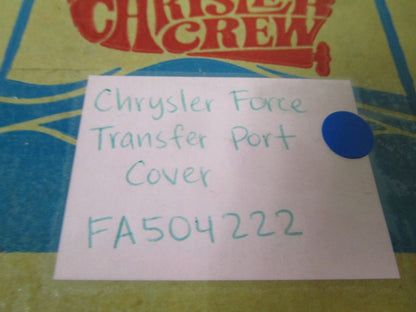 CHRYSLER
CREW
Chrysler Force
Transfer Port
Cover
FA504222